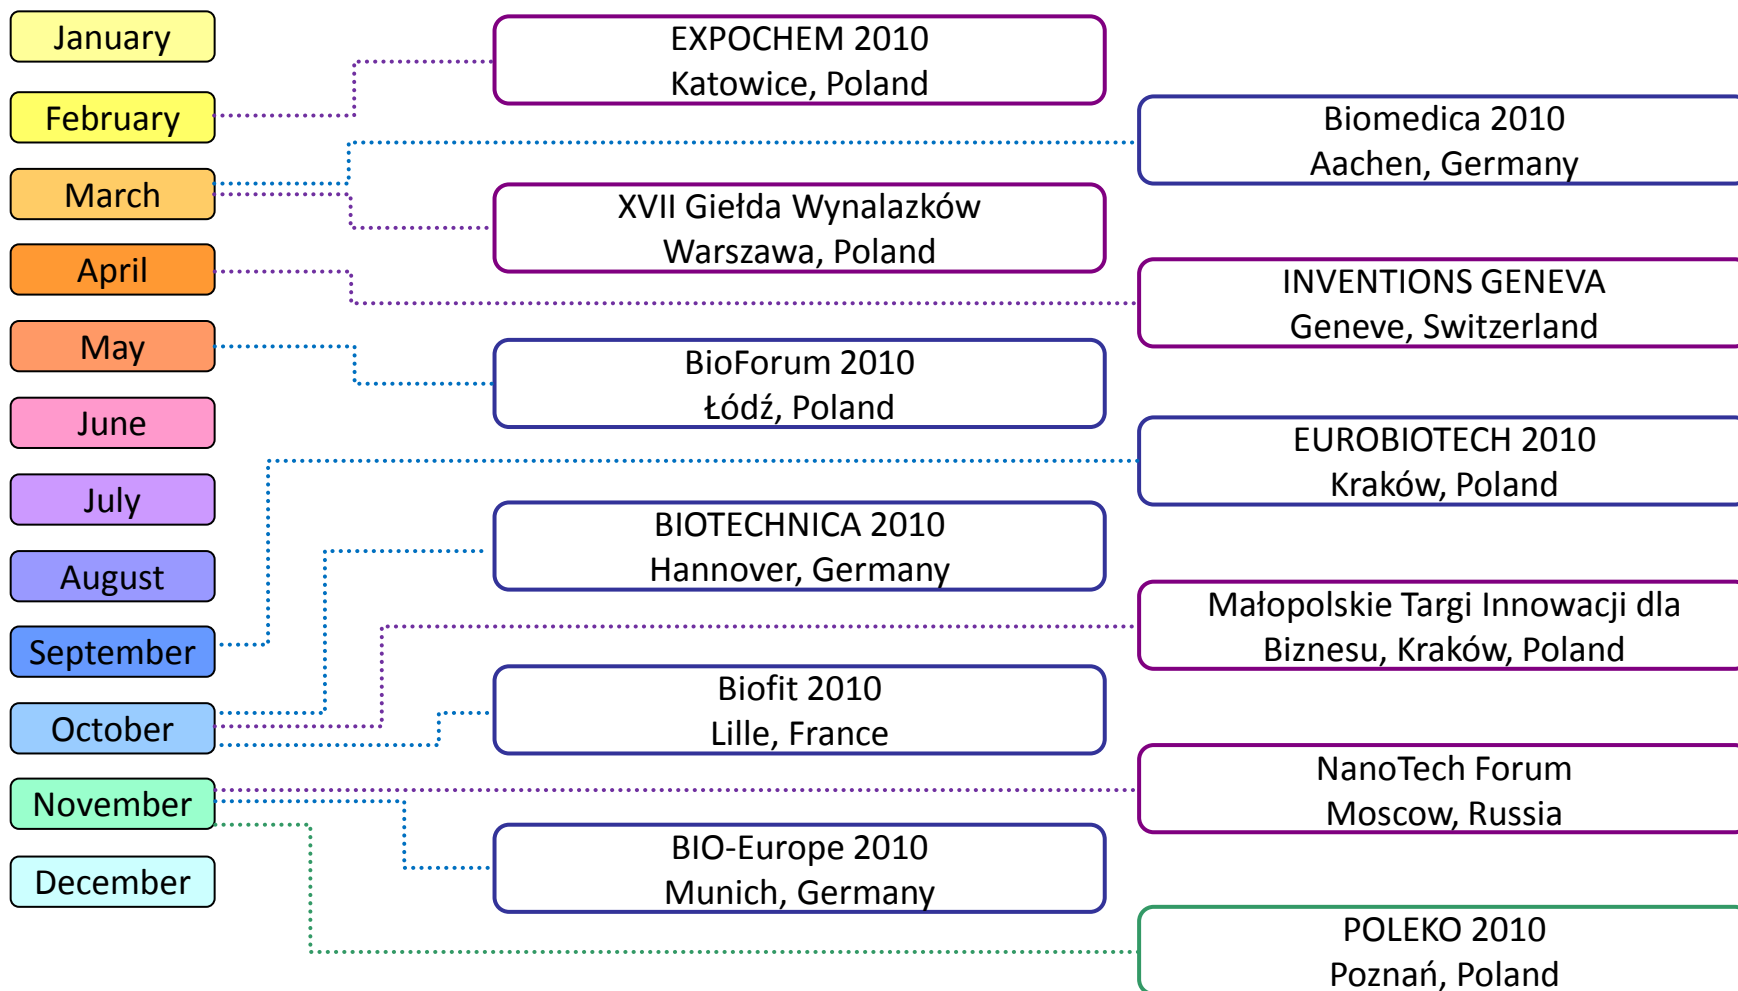 January
February
March
April
May
June
July
August
September
October
November
December
EXPOCHEM 2010
Katowice, Poland
XVII Giełda Wynalazków
Warszawa, Poland
BioForum 2010
Łódź, Poland
BIOTECHNICA 2010
Hannover, Germany
Biofit 2010
Lille, France
BIO-Europe 2010
Munich, Germany
Biomedica 2010
Aachen, Germany
INVENTIONS GENEVA
Geneve, Switzerland
EUROBIOTECH 2010
Kraków, Poland
Małopolskie Targi Innowacji dla
Biznesu, Kraków, Poland
NanoTech Forum
Moscow, Russia
POLEKO 2010
Poznań, Poland